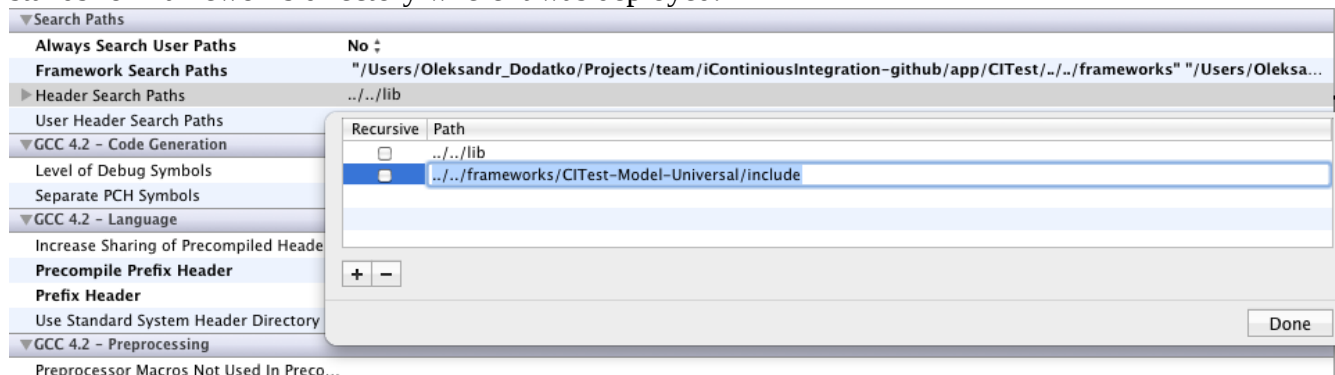 ▼Search Paths
Always Search User Paths No
Framework Search Paths "/Users/Oleksandr_Dodatko/Projects/team/iContiniousIntegration-github/app/CITest/../../frameworks" "/Users/Oleksa...
▶Header Search Paths ../../lib
User Header Search Paths
Recursive Path
▼GCC 4.2 - Code Generation
../../lib
Level of Debug Symbols
../../frameworks/CITest-Model-Universal/include
Separate PCH Symbols
▼GCC 4.2 - Language
Increase Sharing of Precompiled Heade
Precompile Prefix Header
+ -
Prefix Header
Use Standard System Header Directory
Done
▼GCC 4.2 - Preprocessing
Preprocessor Macros Not Used In Preco...